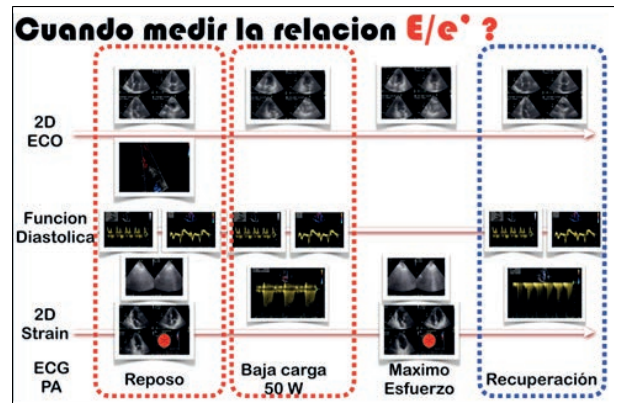 Cuando medir la relacion E/e' ?
2D
ECO
Funcion
Diastolica
2D
Strain
ECG
PA
Reposo
Baja carga
50 W
Maximo
Esfuerzo
Recuperación